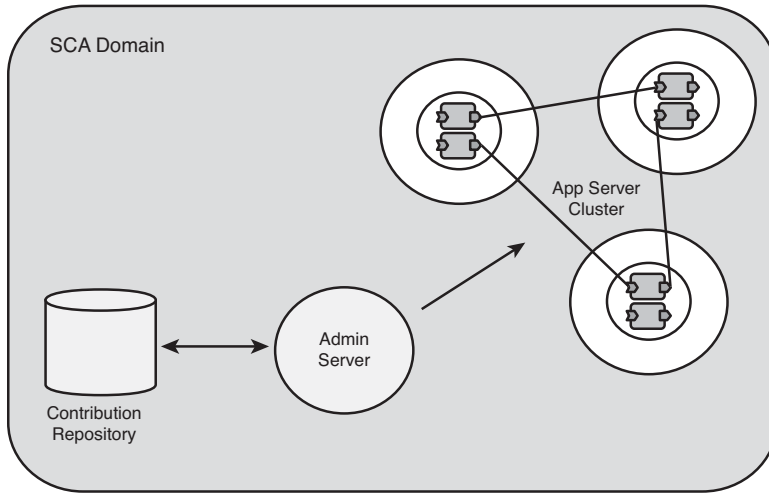 SCA Domain
App Server
Cluster
Admin
Server
Contribution
Repository